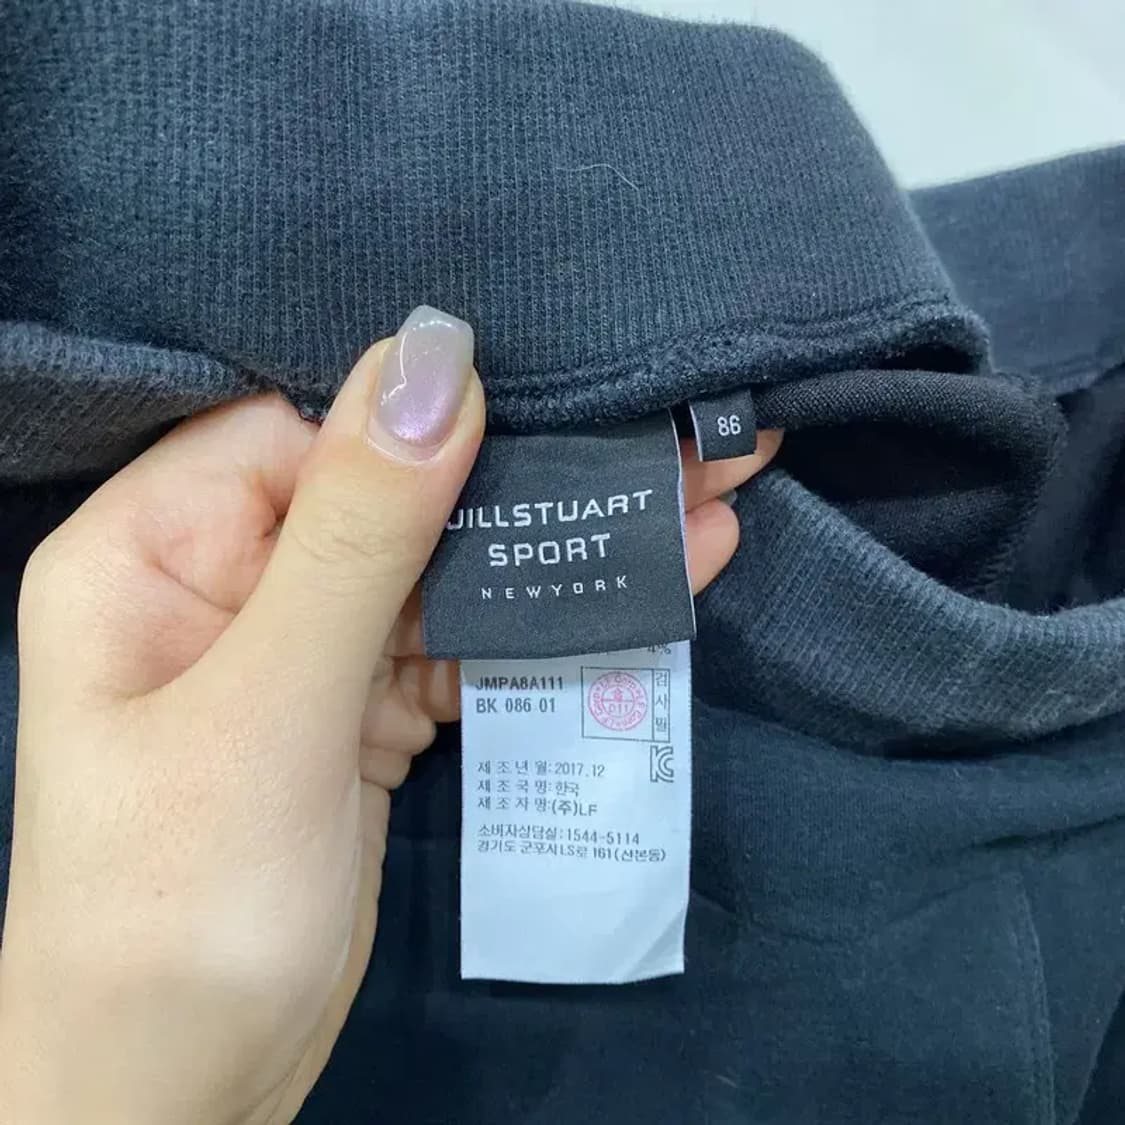 86
JILLSTUART
SPORT
NEWYORK
4%
JMPA8A111
BK 086 01
검
사
필
제 조 년 월:2017.12
제 조 국 명:한국
제 조 자 명:(주)LF
소비자상담실:1544-5114
경기도 군포시 LS로 161(산본동)